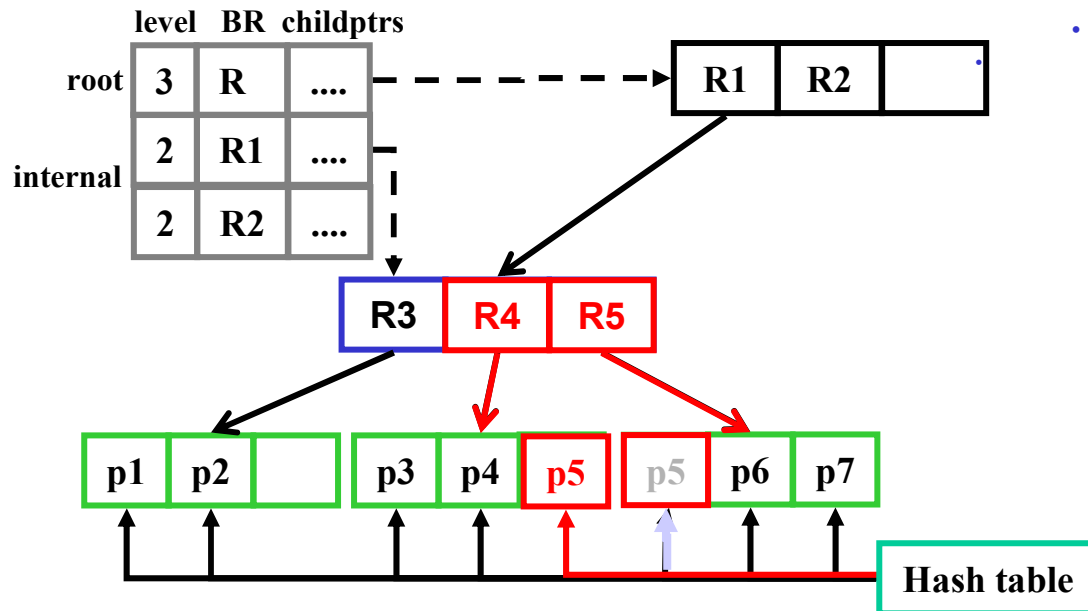 level BR childptrs
root 3 R .... R1 R2
internal 2 R1 ....
2 R2 ....
R3 R4 R5
p1 p2 p3 p4 p5 p5 p6 p7
Hash table